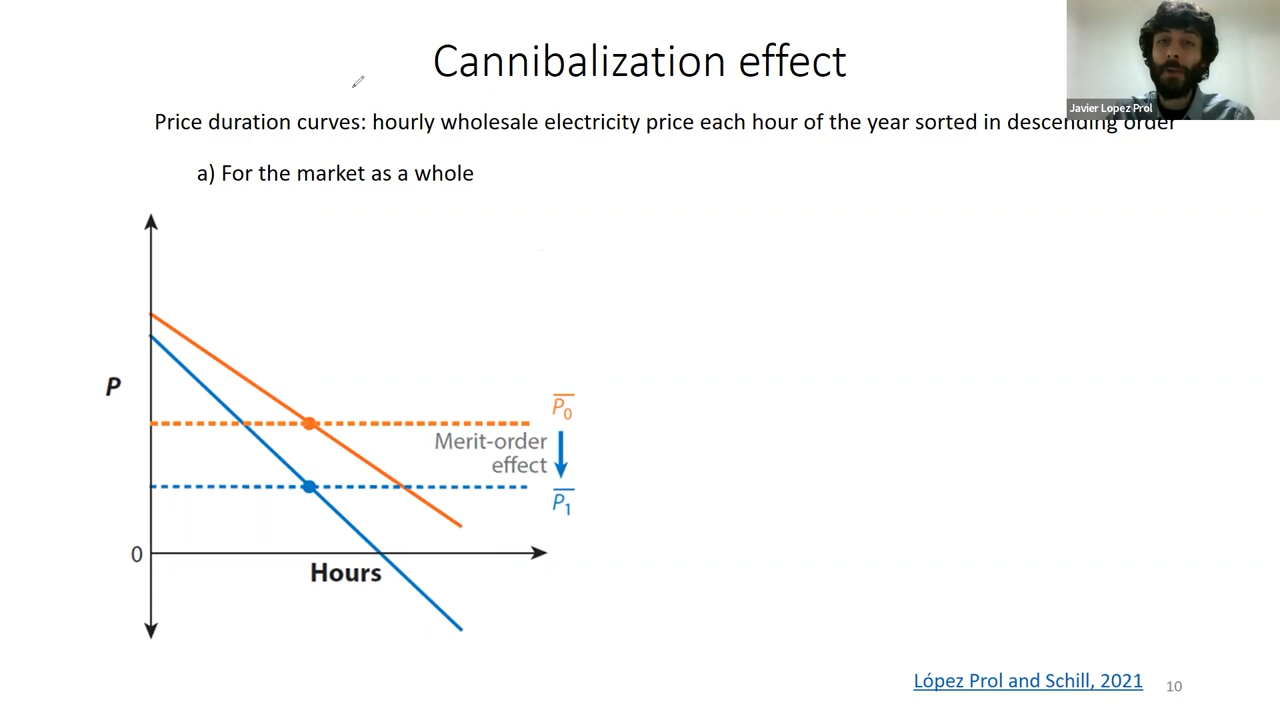 Cannibalization effect
Javier Lopez Prol
Price duration curves: hourly wholesale electricity price each hour of the year sorted in descending order
a) For the market as a whole
P
P0
Merit-order
effect
P1
0
Hours
López Prol and Schill, 2021
10